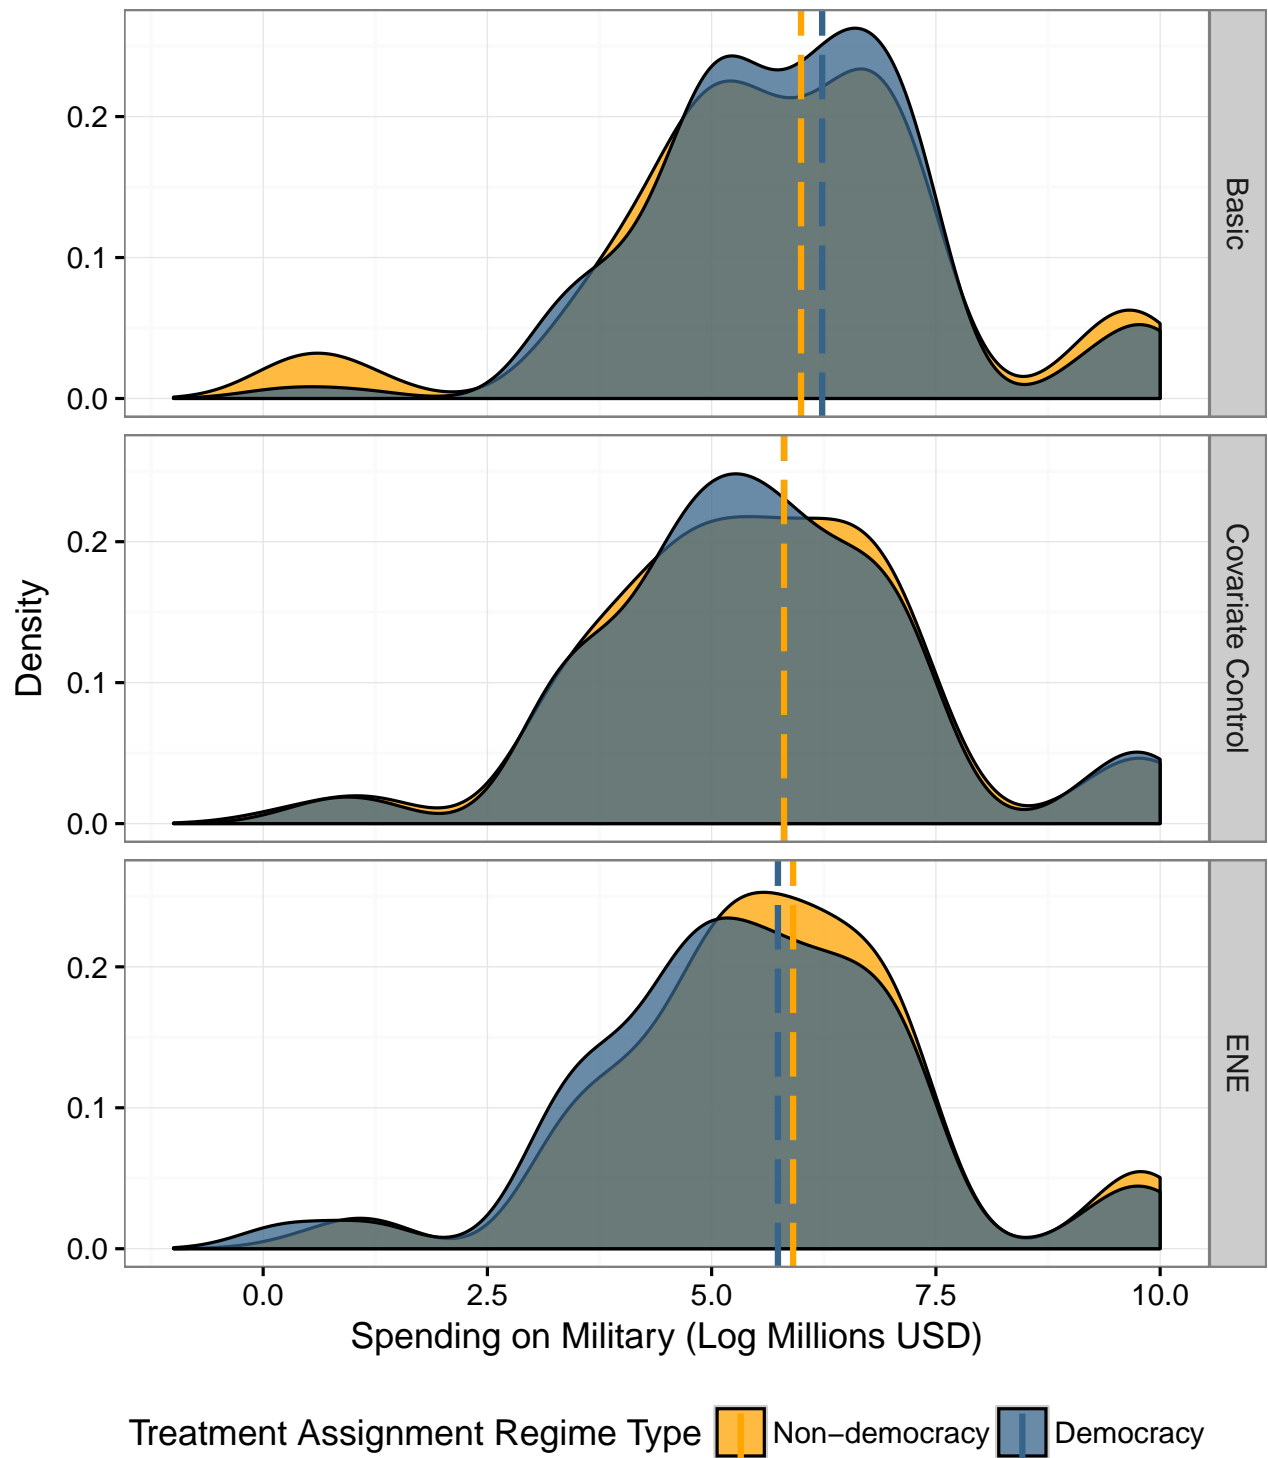 0.2
0.1
0.0
Basic
0.2
0.1
0.0
Covariate Control
Density
0.2
0.1
0.0
ENE
0.0 2.5 5.0 7.5 10.0
Spending on Military (Log Millions USD)
Treatment Assignment Regime Type Non−democracy Democracy